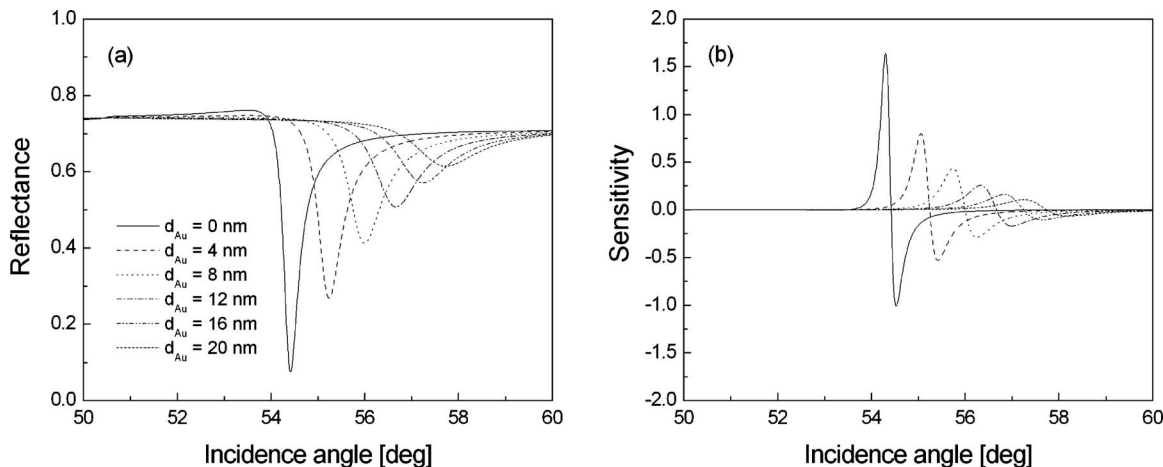 (a)
Reflectance
1.0
0.8
0.6
0.4
0.2
0.0
d_Au = 0 nm
d_Au = 4 nm
d_Au = 8 nm
d_Au = 12 nm
d_Au = 16 nm
d_Au = 20 nm
50 52 54 56 58 60
Incidence angle [deg]
(b)
Sensitivity
2.0
1.5
1.0
0.5
0.0
-0.5
-1.0
-1.5
-2.0
50 52 54 56 58 60
Incidence angle [deg]